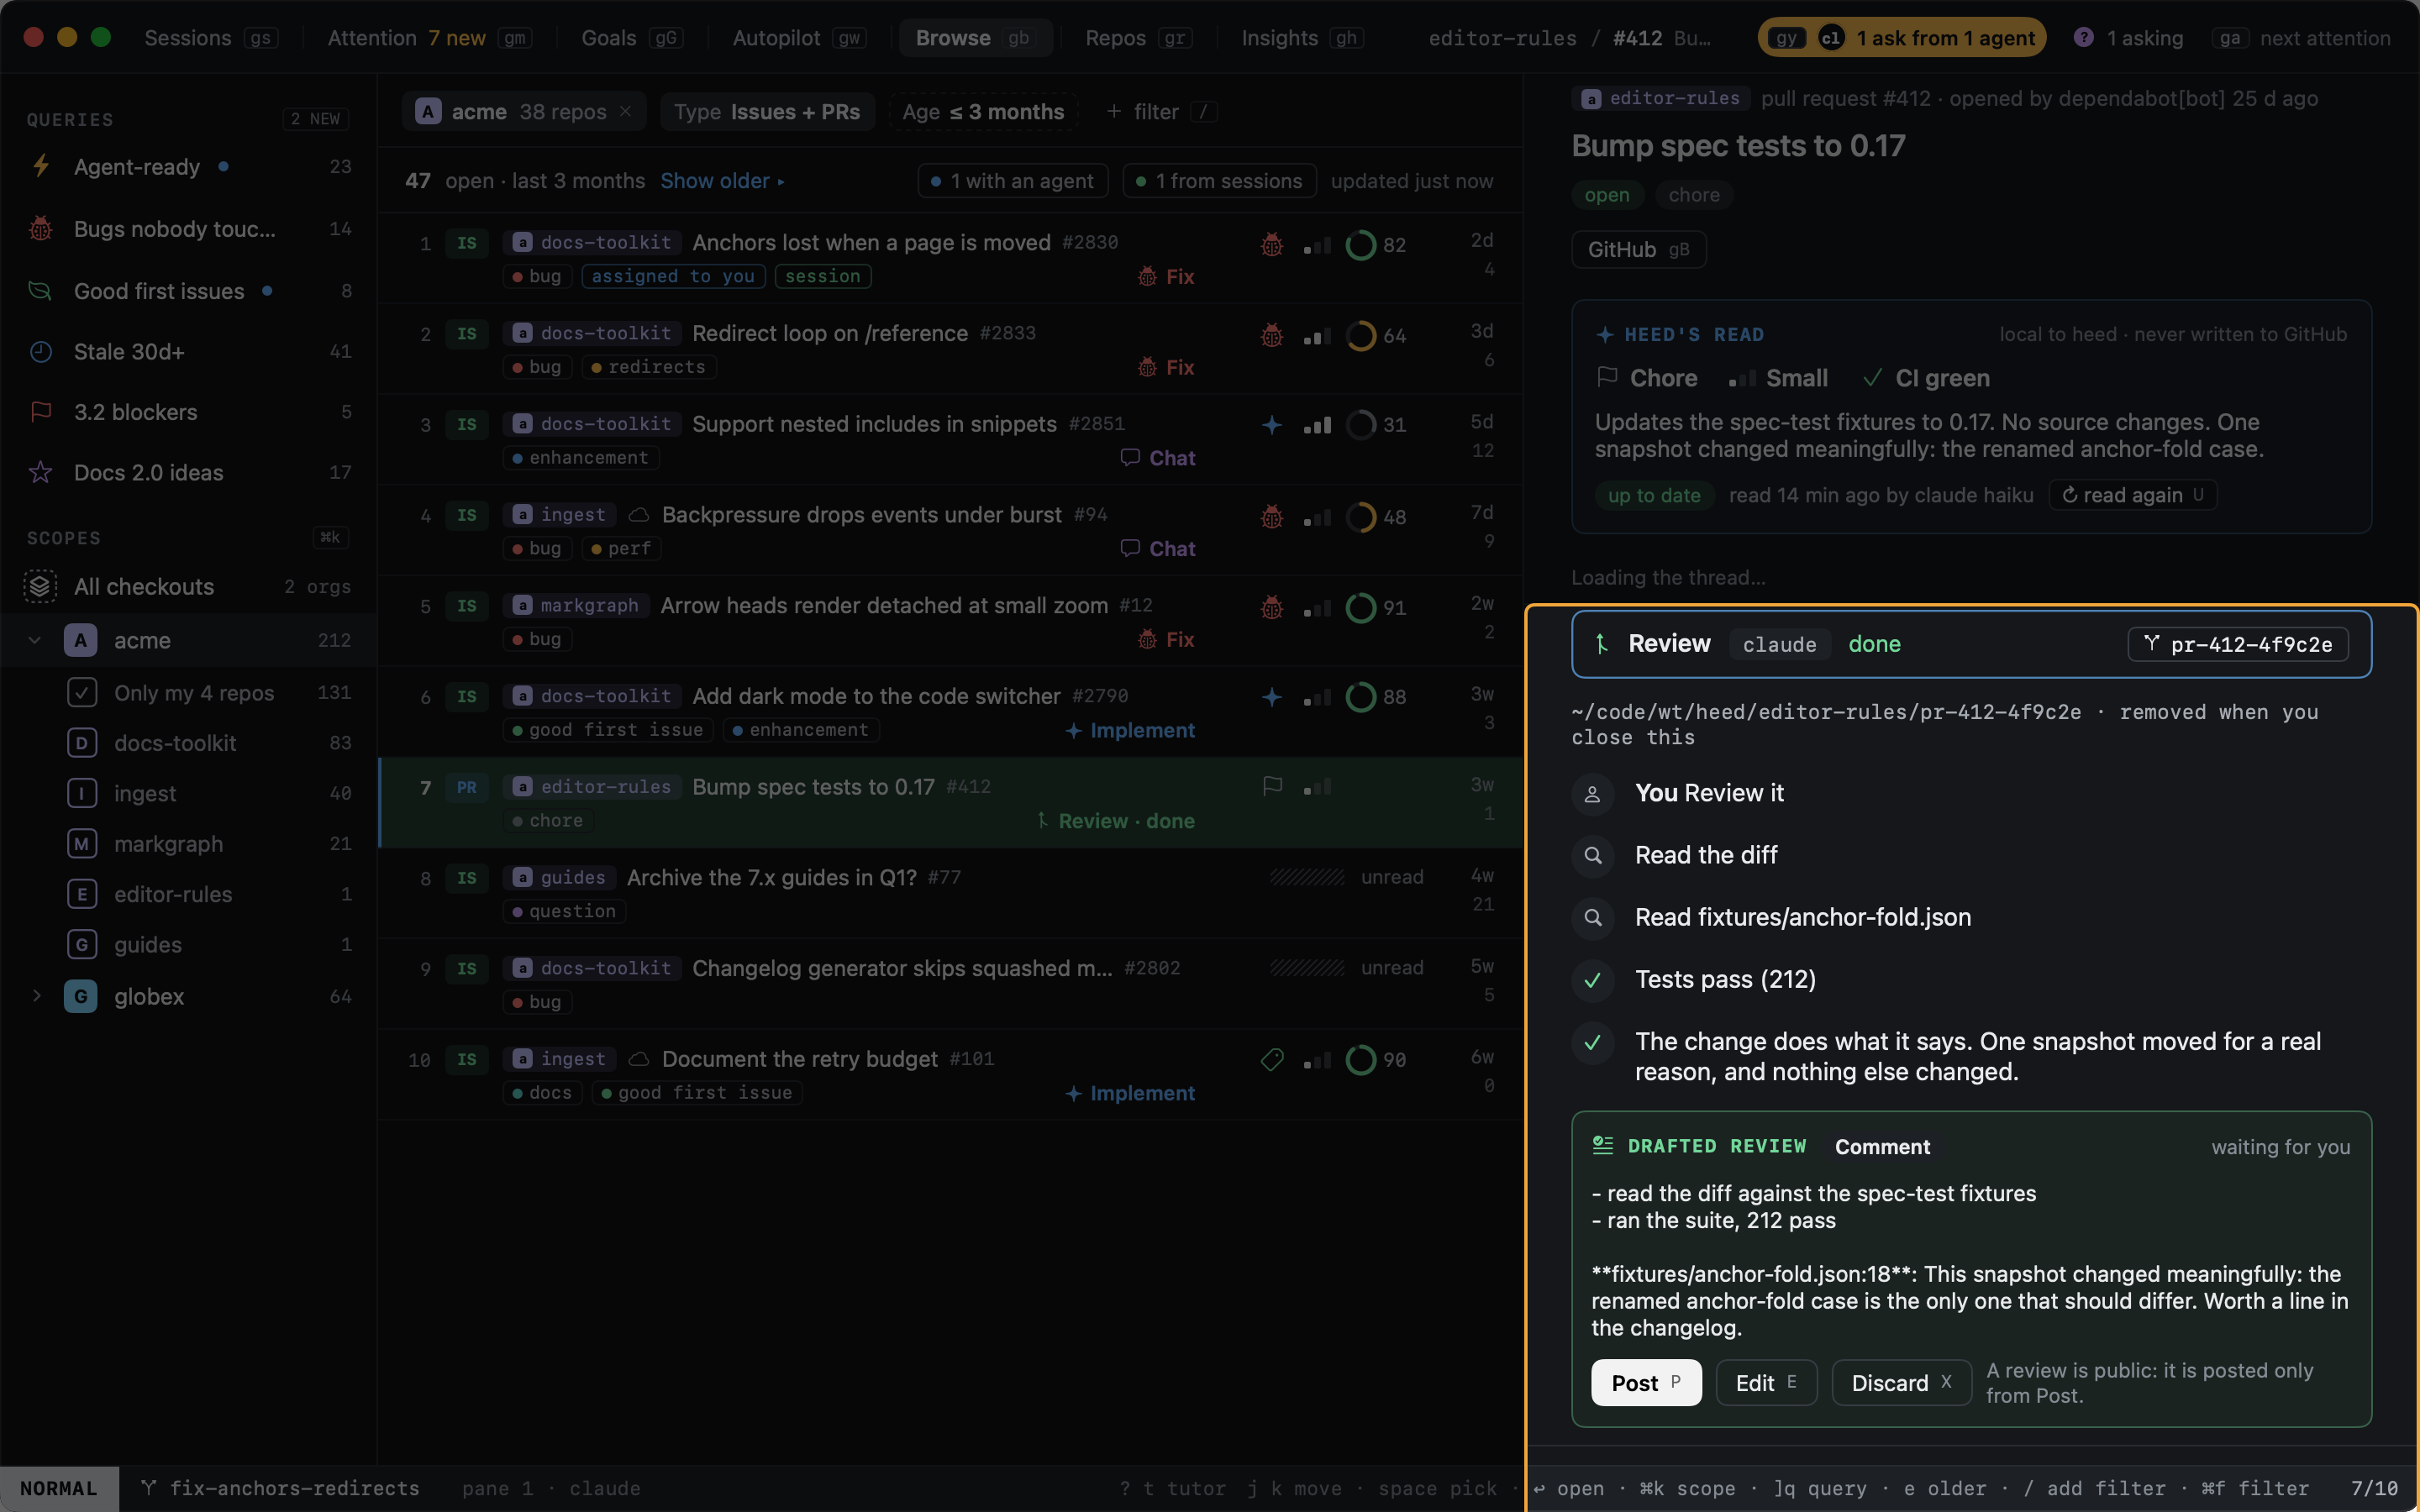 Sessions gs Attention 7 new gm Goals gG Autopilot gw Browse gb Repos gr Insights gh editor-rules / #412 Bu… gy cl 1 ask from 1 agent ? 1 asking ga next attention
QUERIES 2 NEW
Agent-ready 23
Bugs nobody touc… 14
Good first issues 8
Stale 30d+ 41
3.2 blockers 5
Docs 2.0 ideas 17
SCOPES ⌘k
All checkouts 2 orgs
A acme 212
Only my 4 repos 131
D docs-toolkit 83
I ingest 40
M markgraph 21
E editor-rules 1
G guides 1
G globex 64
A acme 38 repos × Type Issues + PRs Age ≤ 3 months + filter /
47 open · last 3 months Show older ▸ 1 with an agent 1 from sessions updated just now
1 IS a docs-toolkit Anchors lost when a page is moved #2830 82 2d
bug assigned to you session Fix 4
2 IS a docs-toolkit Redirect loop on /reference #2833 64 3d
bug redirects Fix 6
3 IS a docs-toolkit Support nested includes in snippets #2851 31 5d
enhancement Chat 12
4 IS a ingest Backpressure drops events under burst #94 48 7d
bug perf Chat 9
5 IS a markgraph Arrow heads render detached at small zoom #12 91 2w
bug Fix 2
6 IS a docs-toolkit Add dark mode to the code switcher #2790 88 3w
good first issue enhancement Implement 3
7 PR a editor-rules Bump spec tests to 0.17 #412 3w
chore Review · done 1
8 IS a guides Archive the 7.x guides in Q1? #77 unread 4w
question 21
9 IS a docs-toolkit Changelog generator skips squashed m… #2802 unread 5w
bug 5
10 IS a ingest Document the retry budget #101 90 6w
docs good first issue Implement 0
a editor-rules pull request #412 · opened by dependabot[bot] 25 d ago
Bump spec tests to 0.17
open chore
GitHub gB
HEED'S READ local to heed · never written to GitHub
Chore Small CI green
Updates the spec-test fixtures to 0.17. No source changes. One
snapshot changed meaningfully: the renamed anchor-fold case.
up to date read 14 min ago by claude haiku read again U
Loading the thread…
Review claude done pr-412-4f9c2e
~/code/wt/heed/editor-rules/pr-412-4f9c2e · removed when you
close this
You Review it
Read the diff
Read fixtures/anchor-fold.json
Tests pass (212)
The change does what it says. One snapshot moved for a real
reason, and nothing else changed.
DRAFTED REVIEW Comment waiting for you
- read the diff against the spec-test fixtures
- ran the suite, 212 pass
**fixtures/anchor-fold.json:18**: This snapshot changed meaningfully: the
renamed anchor-fold case is the only one that should differ. Worth a line in
the changelog.
Post P Edit E Discard X A review is public: it is posted only
from Post.
NORMAL fix-anchors-redirects pane 1 · claude ? t tutor j k move · space pick · ↩ open · ⌘k scope · ]q query · e older · / add filter · ⌘f filter 7/10